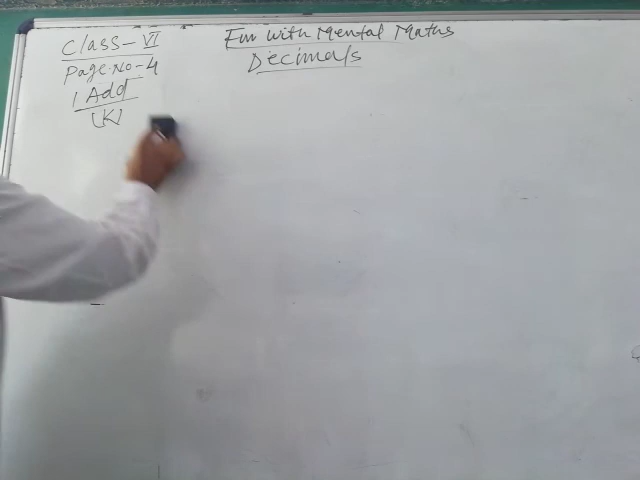 Class-VI
Page.No-4
1 Add
(K)
Fun with Mental Maths
Decimals